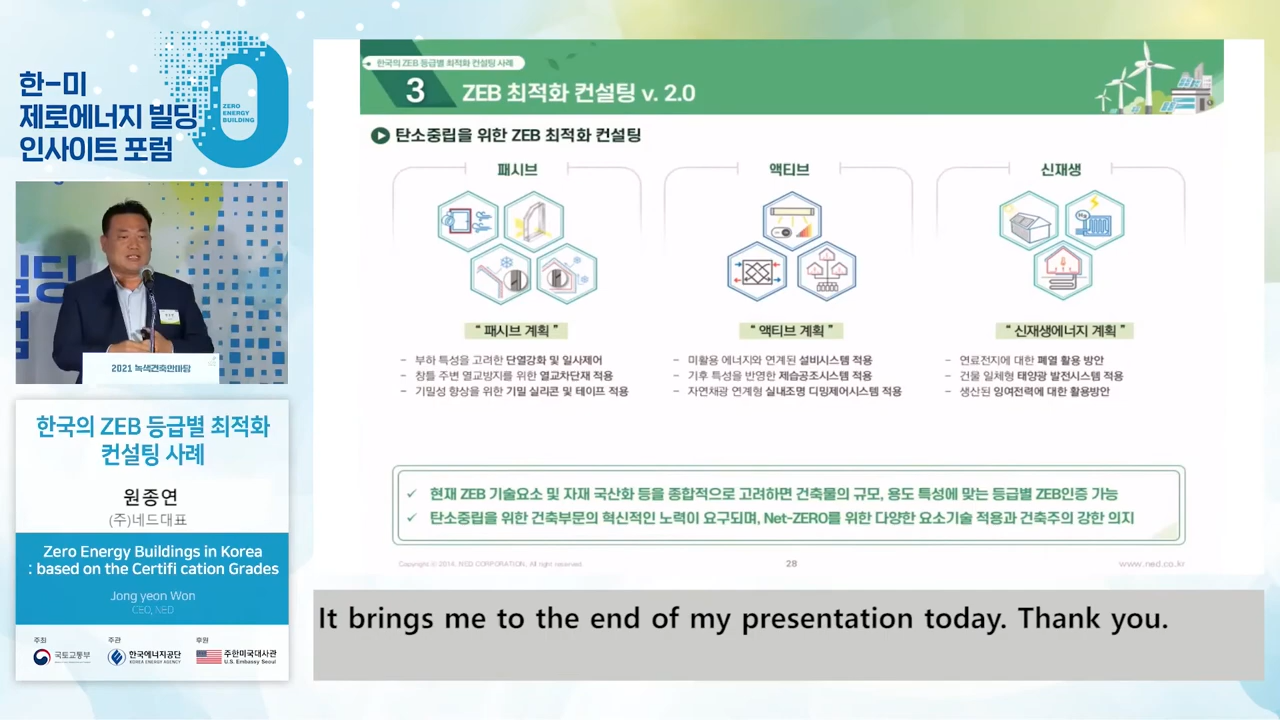 한-미
제로에너지 빌딩
인사이트 포럼
ZERO
ENERGY
BUILDING
2021 녹색건축한마당
한국의 ZEB 등급별 최적화
컨설팅 사례
원종연
(주)네드대표
Zero Energy Buildings in Korea
: based on the Certifi cation Grades
Jong yeon Won
CEO, NED
주최
국토교통부
주관
한국에너지공단
KOREA ENERGY AGENCY
후원
주한미국대사관
U.S. Embassy Seoul
한국의 ZEB 등급별 최적화 컨설팅 사례
3 ZEB 최적화 컨설팅 v. 2.0
탄소중립을 위한 ZEB 최적화 컨설팅
패시브
“ 패시브 계획 ”
- 부하 특성을 고려한 단열강화 및 일사제어
- 창틀 주변 열교방지를 위한 열교차단재 적용
- 기밀성 향상을 위한 기밀 실리콘 및 테이프 적용
액티브
“ 액티브 계획 ”
- 미활용 에너지와 연계된 설비시스템 적용
- 기후 특성을 반영한 제습공조시스템 적용
- 자연채광 연계형 실내조명 디밍제어시스템 적용
신재생
“ 신재생에너지 계획 ”
- 연료전지에 대한 폐열 활용 방안
- 건물 일체형 태양광 발전시스템 적용
- 생산된 잉여전력에 대한 활용방안
✓ 현재 ZEB 기술요소 및 자재 국산화 등을 종합적으로 고려하면 건축물의 규모, 용도 특성에 맞는 등급별 ZEB인증 가능
✓ 탄소중립을 위한 건축부문의 혁신적인 노력이 요구되며, Net-ZERO를 위한 다양한 요소기술 적용과 건축주의 강한 의지
Copyright ⓒ 2014. NED CORPORATION. All right reserved.
28
www.ned.co.kr
It brings me to the end of my presentation today. Thank you.